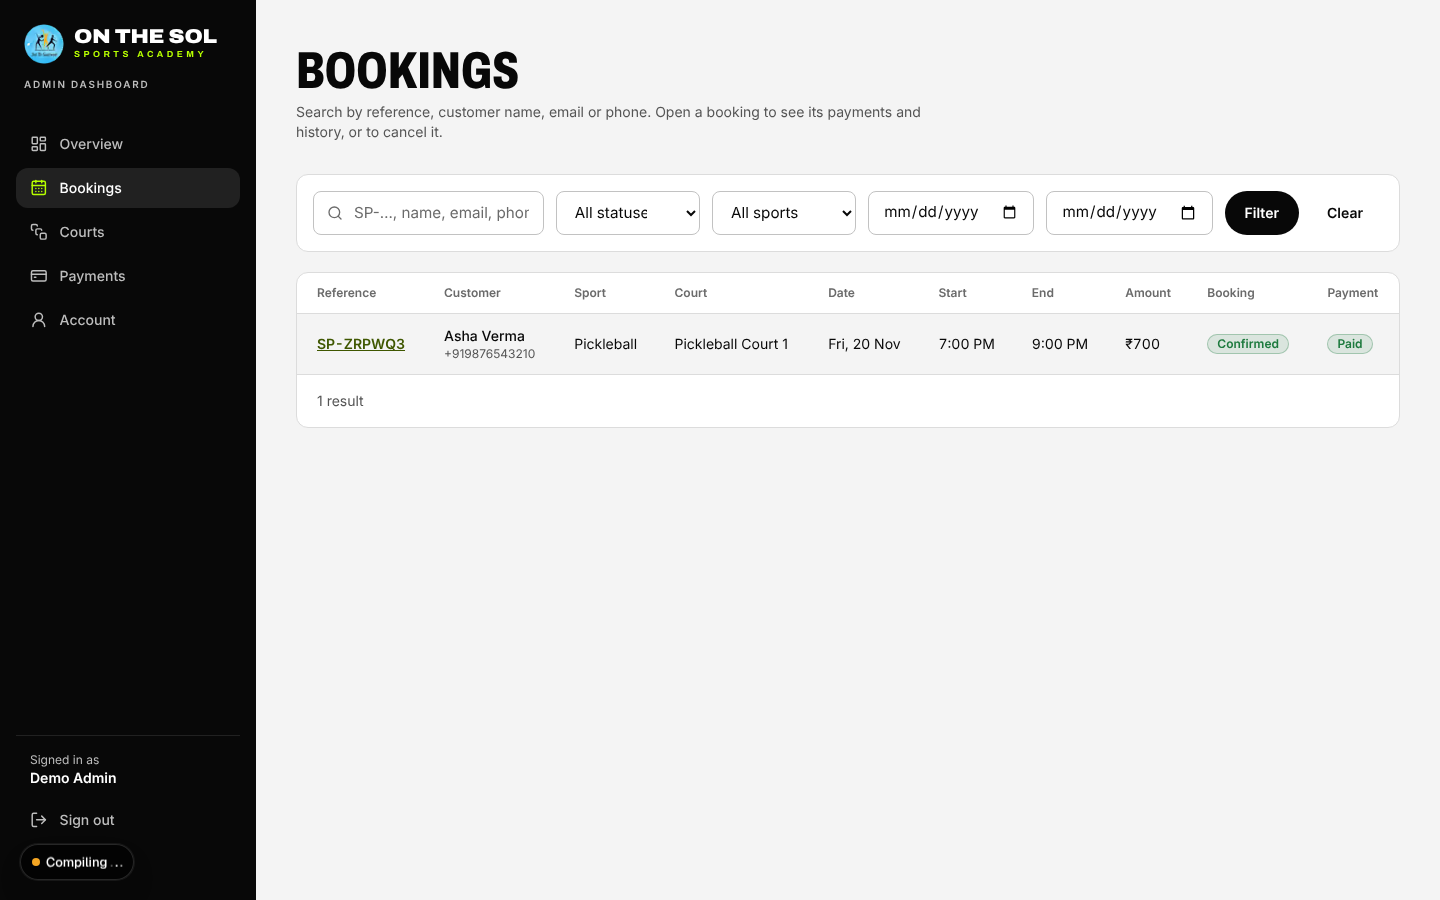 ON THE SOL
SPORTS ACADEMY
ADMIN DASHBOARD
Overview
Bookings
Courts
Payments
Account
Signed in as
Demo Admin
Sign out
Compiling ...
BOOKINGS
Search by reference, customer name, email or phone. Open a booking to see its payments and
history, or to cancel it.
SP-..., name, email, phor All statuse All sports mm/dd/yyyy mm/dd/yyyy Filter Clear
Reference Customer Sport Court Date Start End Amount Booking Payment
SP-ZRPWQ3 Asha Verma Pickleball Pickleball Court 1 Fri, 20 Nov 7:00 PM 9:00 PM ₹700 Confirmed Paid
+919876543210
1 result